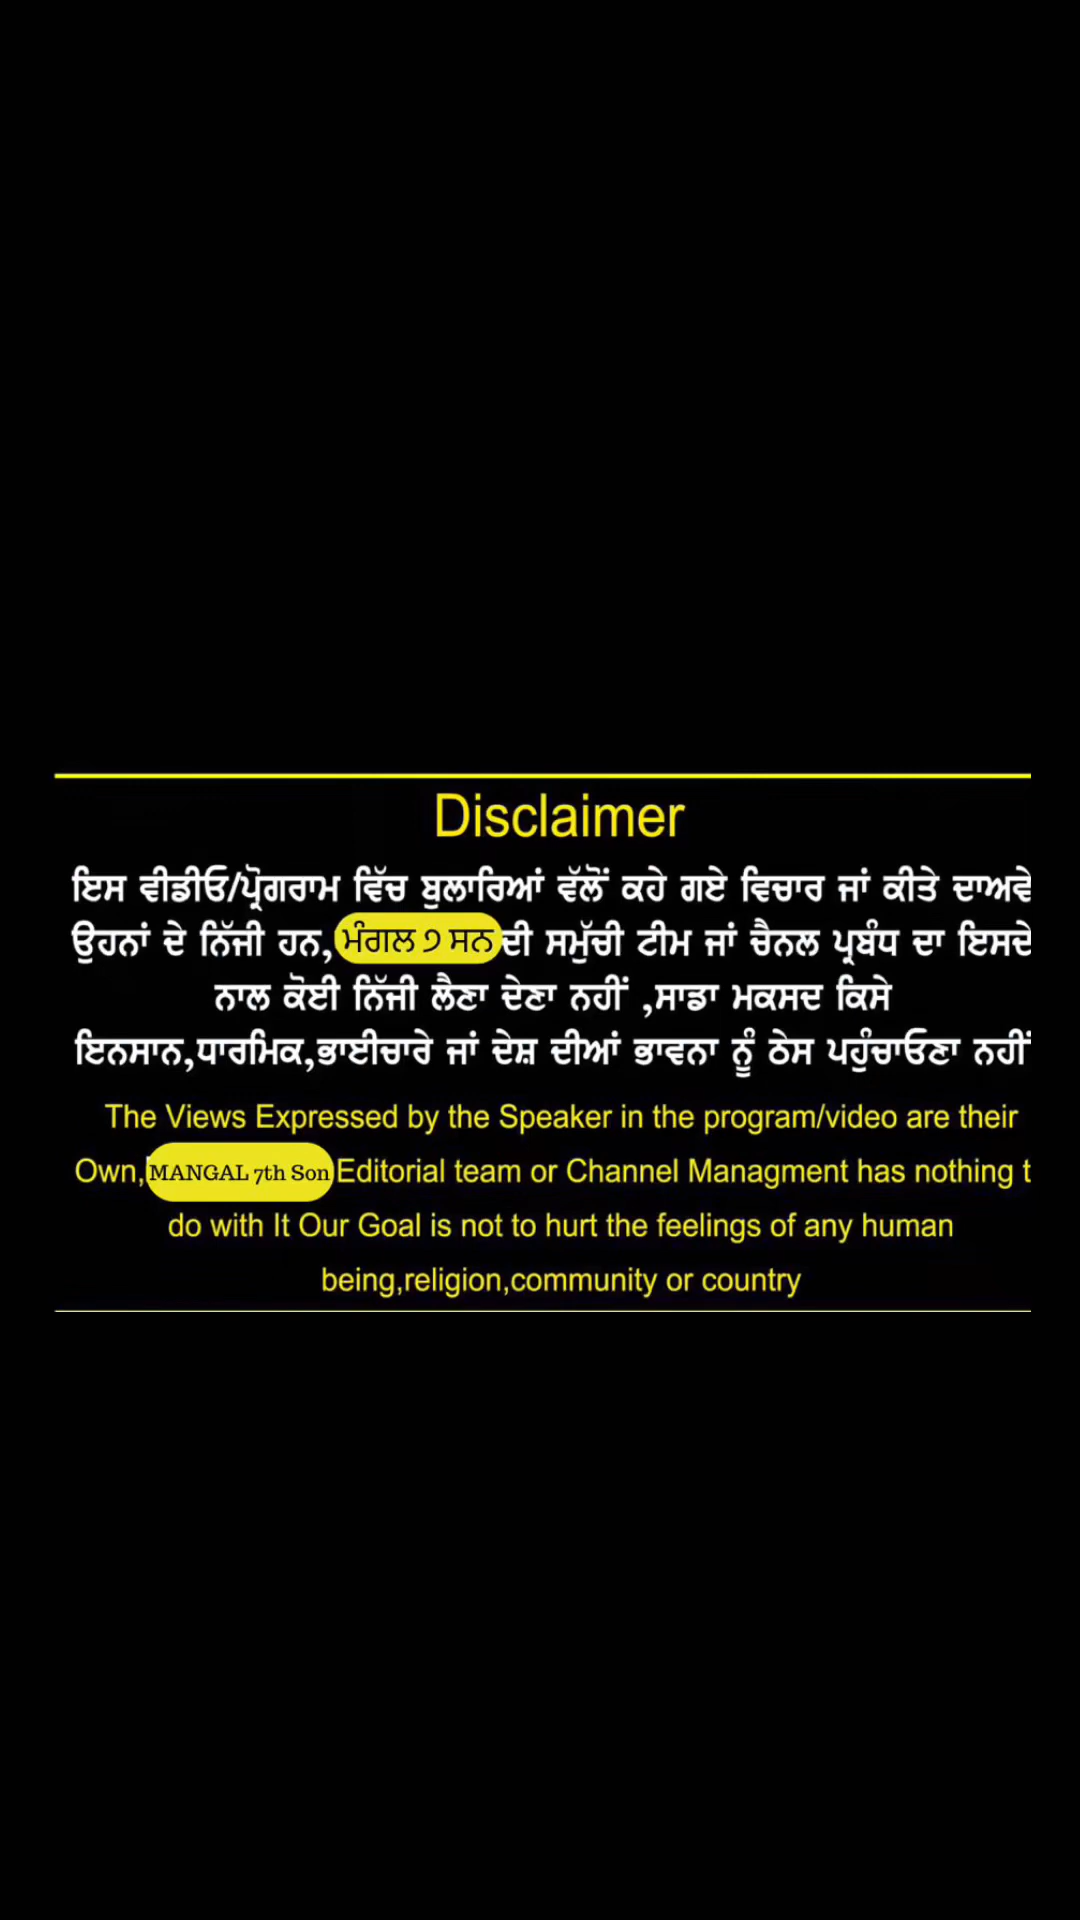 Disclaimer
ਇਸ ਵੀਡੀਓ/ਪ੍ਰੋਗਰਾਮ ਵਿੱਚ ਬੁਲਾਰਿਆਂ ਵੱਲੋਂ ਕਹੇ ਗਏ ਵਿਚਾਰ ਜਾਂ ਕੀਤੇ ਦਾਅਵੇ
ਉਹਨਾਂ ਦੇ ਨਿੱਜੀ ਹਨ, ਮੰਗਲ ੭ ਸਨ ਦੀ ਸਮੁੱਚੀ ਟੀਮ ਜਾਂ ਚੈਨਲ ਪ੍ਰਬੰਧ ਦਾ ਇਸਦੇ
ਨਾਲ ਕੋਈ ਨਿੱਜੀ ਲੈਣਾ ਦੇਣਾ ਨਹੀਂ ,ਸਾਡਾ ਮਕਸਦ ਕਿਸੇ
ਇਨਸਾਨ,ਧਾਰਮਿਕ,ਭਾਈਚਾਰੇ ਜਾਂ ਦੇਸ਼ ਦੀਆਂ ਭਾਵਨਾ ਨੂੰ ਠੇਸ ਪਹੁੰਚਾਓਣਾ ਨਹੀਂ
The Views Expressed by the Speaker in the program/video are their
Own, MANGAL 7th Son Editorial team or Channel Managment has nothing t
do with It Our Goal is not to hurt the feelings of any human
being,religion,community or country